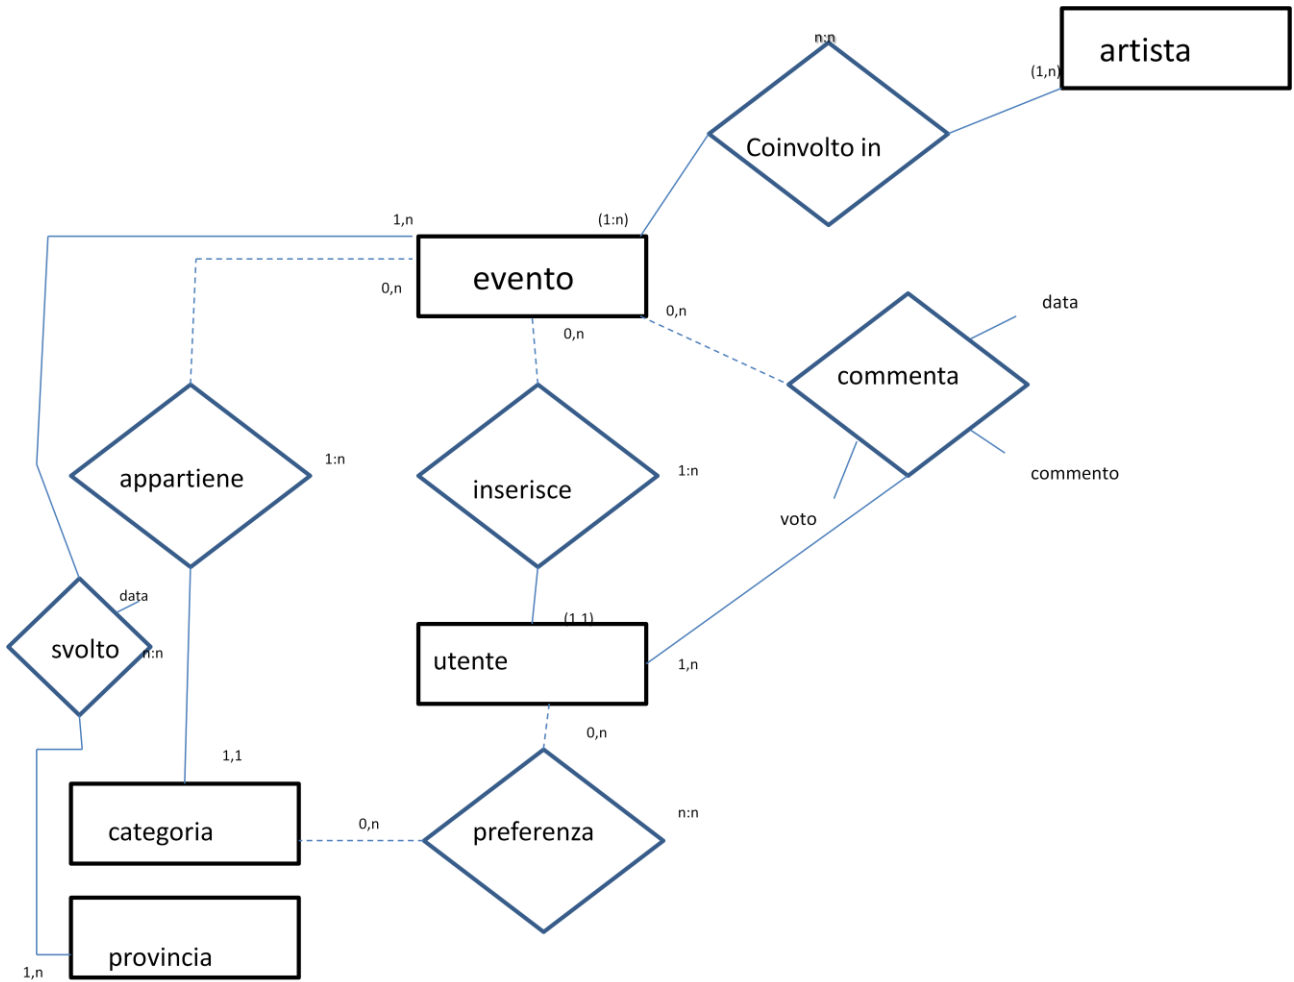 n:n
artista
(1,n)
Coinvolto in
1,n
(1:n)
evento
0,n
0,n
0,n
data
commenta
1:n
appartiene
1:n
inserisce
commento
voto
data
svolto
n:n
(1,1)
utente
1,n
0,n
1,1
categoria
0,n
preferenza
n:n
provincia
1,n